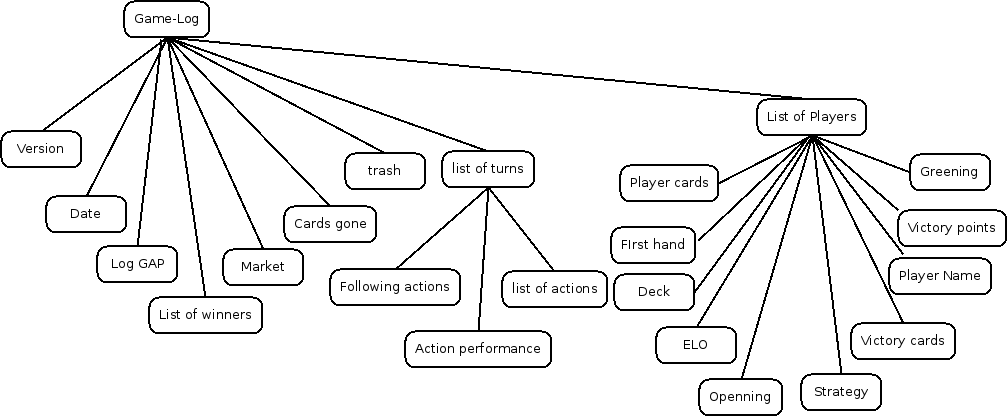 Game-Log
List of Players
Version
trash
list of turns
Player cards
Greening
Date
Cards gone
Victory points
FIrst hand
Log GAP
Market
Following actions
list of actions
Deck
Player Name
List of winners
Action performance
ELO
Victory cards
Openning
Strategy